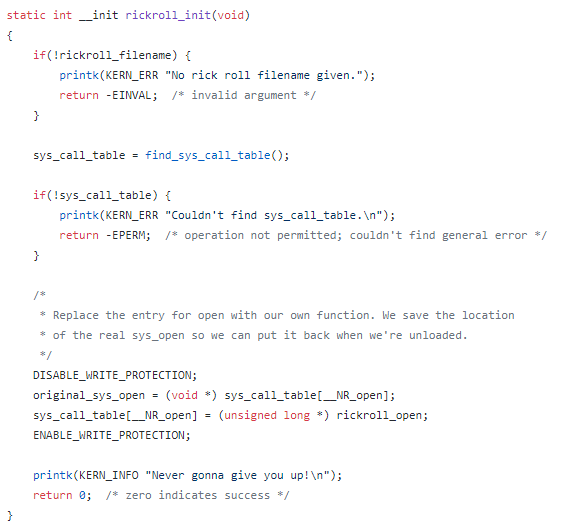 static int __init rickroll_init(void)
{
    if(!rickroll_filename) {
        printk(KERN_ERR "No rick roll filename given.");
        return -EINVAL;  /* invalid argument */
    }

    sys_call_table = find_sys_call_table();

    if(!sys_call_table) {
        printk(KERN_ERR "Couldn't find sys_call_table.\n");
        return -EPERM;  /* operation not permitted; couldn't find general error */
    }

    /*
     * Replace the entry for open with our own function. We save the location
     * of the real sys_open so we can put it back when we're unloaded.
     */
    DISABLE_WRITE_PROTECTION;
    original_sys_open = (void *) sys_call_table[__NR_open];
    sys_call_table[__NR_open] = (unsigned long *) rickroll_open;
    ENABLE_WRITE_PROTECTION;

    printk(KERN_INFO "Never gonna give you up!\n");
    return 0;  /* zero indicates success */
}